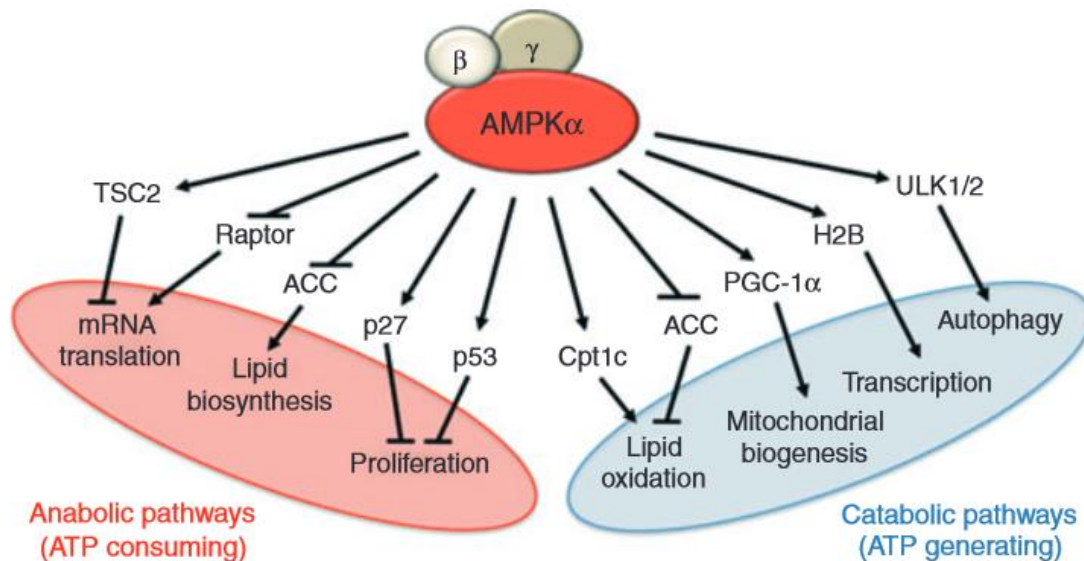 β
γ
AMPKα
TSC2
Raptor
ACC
p27
p53
Cpt1c
ACC
PGC-1α
H2B
ULK1/2
mRNA
translation
Lipid
biosynthesis
Proliferation
Lipid
oxidation
Mitochondrial
biogenesis
Transcription
Autophagy
Anabolic pathways
(ATP consuming)
Catabolic pathways
(ATP generating)